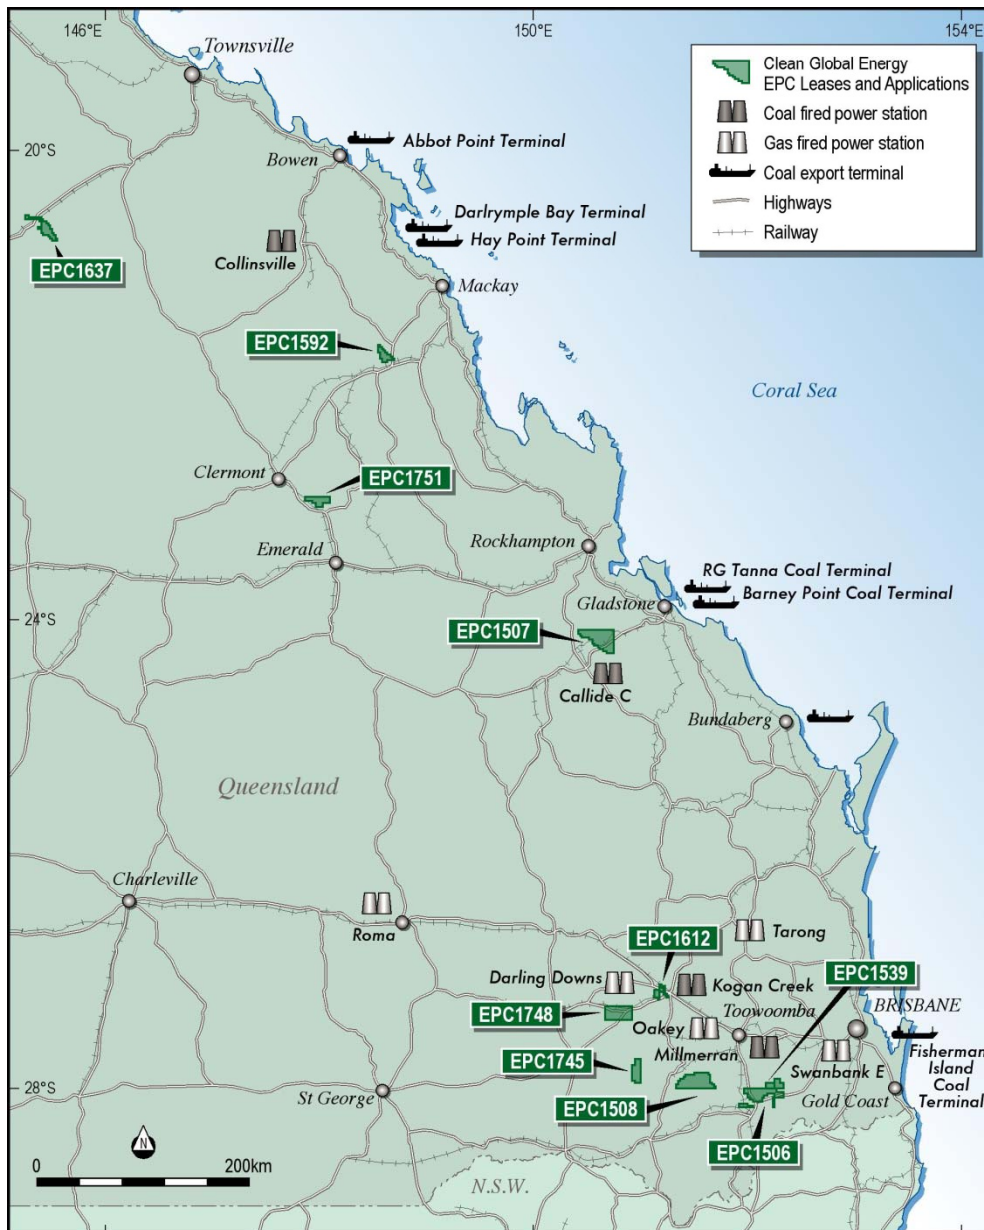 146°E
150°E
154°E
Townsville
Clean Global Energy
EPC Leases and Applications
Coal fired power station
Gas fired power station
Coal export terminal
Highways
Railway
20°S
Abbot Point Terminal
Bowen
Darlrymple Bay Terminal
Hay Point Terminal
EPC1637
Collinsville
Mackay
EPC1592
Coral Sea
Clermont
EPC1751
Rockhampton
Emerald
RG Tanna Coal Terminal
Barney Point Coal Terminal
Gladstone
24°S
EPC1507
Callide C
Bundaberg
Queensland
Charleville
Roma
Tarong
EPC1612
EPC1539
Darling Downs
Kogan Creek
BRISBANE
EPC1748
Oakey
Toowoomba
Millmerran
Swanbank E
Fisherman
Island
Coal
Terminal
EPC1745
28°S
St George
EPC1508
Gold Coast
EPC1506
N
0
200km
N.S.W.